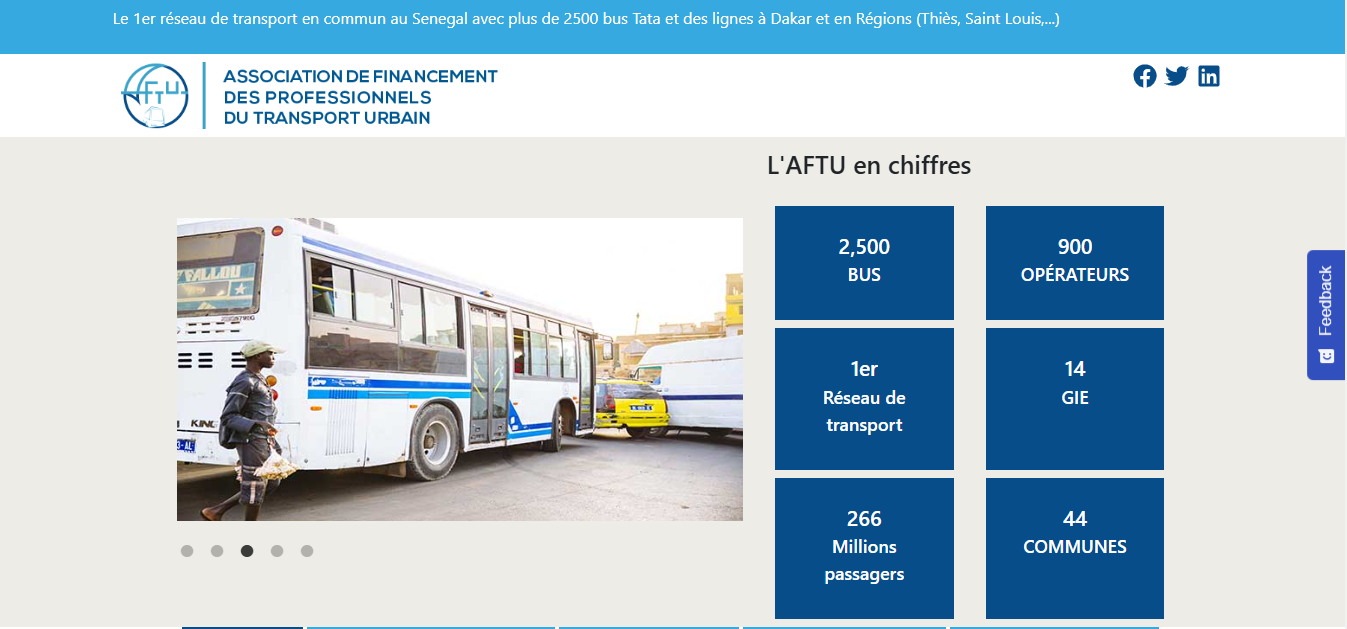 Le 1er réseau de transport en commun au Senegal avec plus de 2500 bus Tata et des lignes à Dakar et en Régions (Thiès, Saint Louis,...)
AFTU
ASSOCIATION DE FINANCEMENT
DES PROFESSIONNELS
DU TRANSPORT URBAIN
L'AFTU en chiffres
2,500
BUS
900
OPÉRATEURS
1er
Réseau de
transport
14
GIE
266
Millions
passagers
44
COMMUNES
Feedback
FALLOU
KING